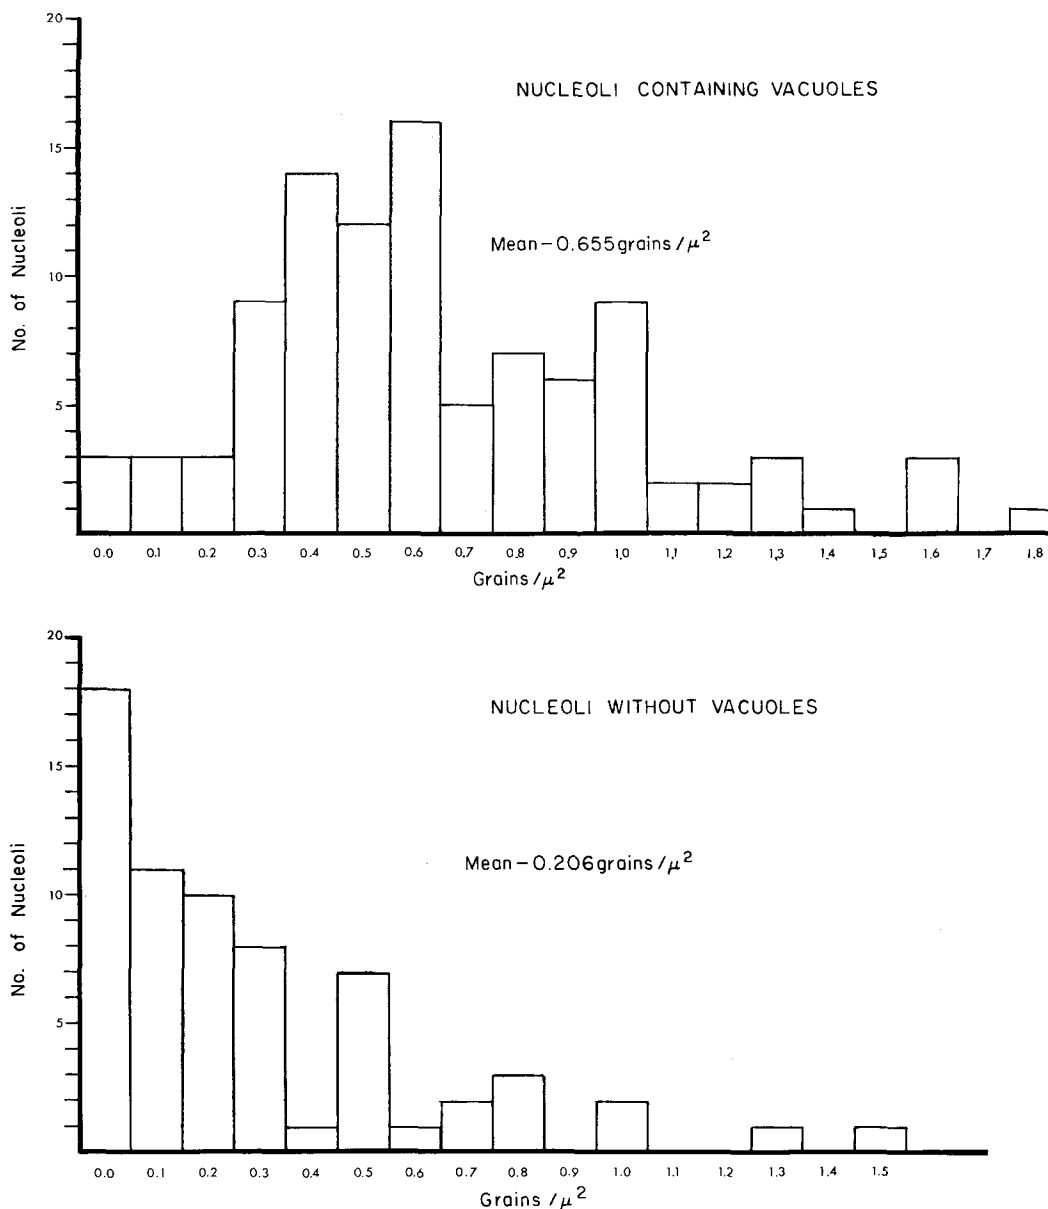 20
NUCLEOLI CONTAINING VACUOLES
15
Mean-0.655 grains/μ²
10
5
No. of Nucleoli
0.0 0.1 0.2 0.3 0.4 0.5 0.6 0.7 0.8 0.9 1.0 1.1 1.2 1.3 1.4 1.5 1.6 1.7 1.8
Grains/μ²
20
NUCLEOLI WITHOUT VACUOLES
15
Mean-0.206 grains/μ²
10
5
No. of Nucleoli
0.0 0.1 0.2 0.3 0.4 0.5 0.6 0.7 0.8 0.9 1.0 1.1 1.2 1.3 1.4 1.5
Grains/μ²